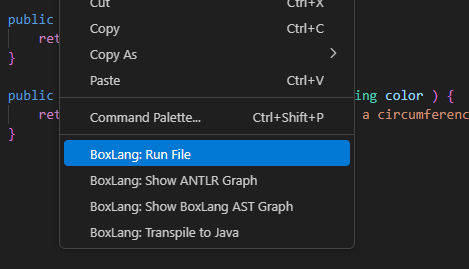 Cut Ctrl+X
public
Copy Ctrl+C
ret
}
Copy As
Paste Ctrl+V
public ing color ) {
ret Command Palette... Ctrl+Shift+P a circumferenc
}
BoxLang: Run File
BoxLang: Show ANTLR Graph
BoxLang: Show BoxLang AST Graph
BoxLang: Transpile to Java